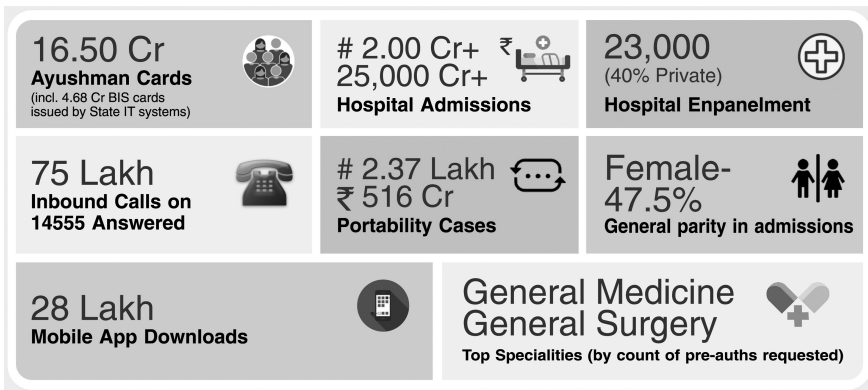 16.50 Cr
Ayushman Cards
(incl. 4.68 Cr BIS cards
issued by State IT systems)
# 2.00 Cr+ ₹
25,000 Cr+
Hospital Admissions
23,000
(40% Private)
Hospital Enpanelment
75 Lakh
Inbound Calls on
14555 Answered
# 2.37 Lakh
₹ 516 Cr
Portability Cases
Female-
47.5%
General parity in admissions
28 Lakh
Mobile App Downloads
General Medicine
General Surgery
Top Specialities (by count of pre-auths requested)